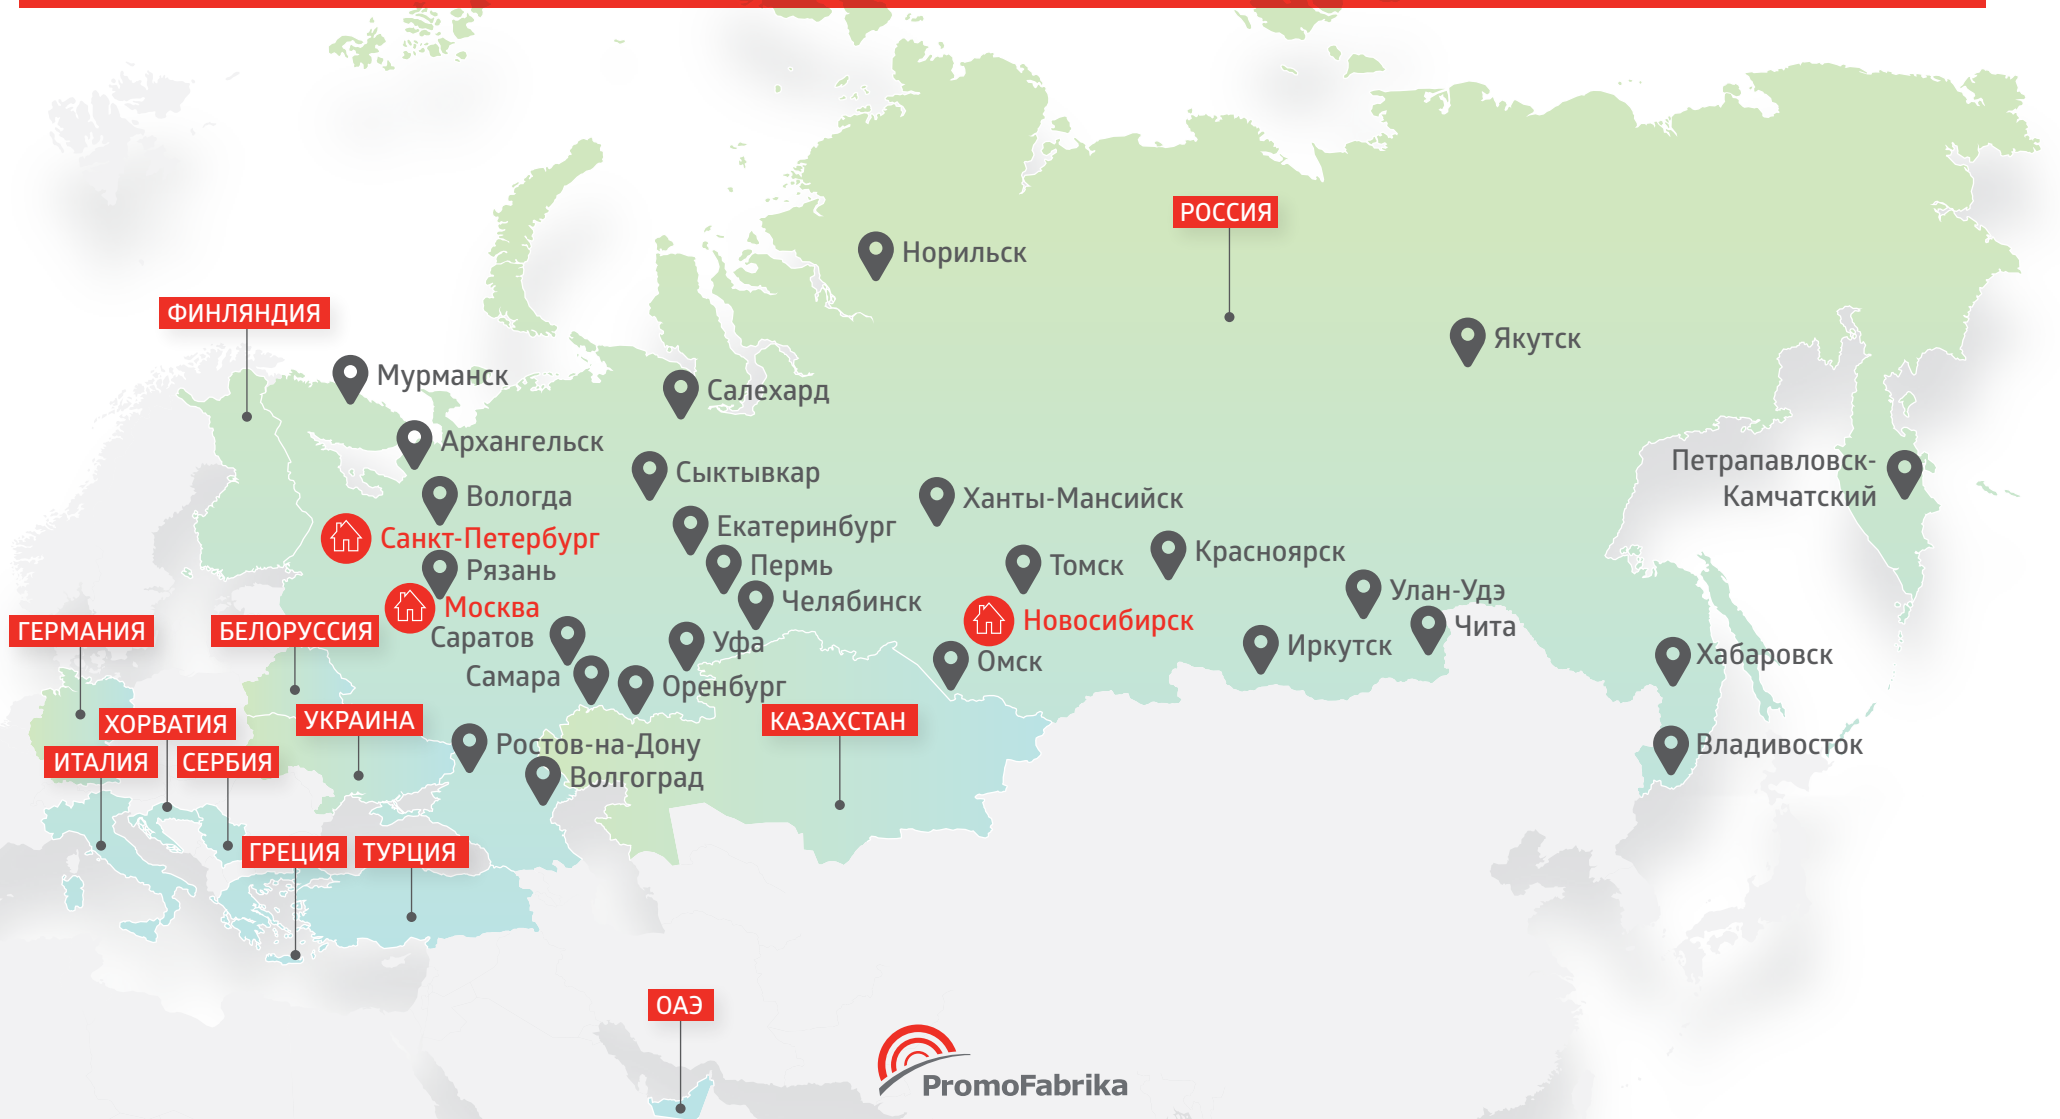 РОССИЯ
Норильск
ФИНЛЯНДИЯ
Якутск
Мурманск
Салехард
Архангельск
Сыктывкар
Петрапавловск-
Камчатский
Вологда
Ханты-Мансийск
Екатеринбург
Санкт-Петербург
Красноярск
Пермь
Томск
Рязань
Улан-Удэ
Челябинск
Москва
Новосибирск
Чита
ГЕРМАНИЯ
БЕЛОРУССИЯ
Саратов
Уфа
Иркутск
Хабаровск
Омск
Самара
Оренбург
ХОРВАТИЯ
УКРАИНА
КАЗАХСТАН
Ростов-на-Дону
Владивосток
ИТАЛИЯ
СЕРБИЯ
Волгоград
ГРЕЦИЯ
ТУРЦИЯ
ОАЭ
PromoFabrika